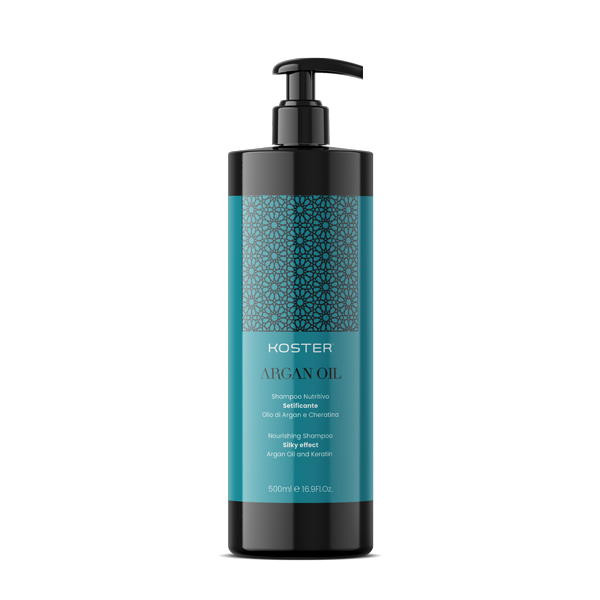 KOSTER
ARGAN OIL
Shampoo Nutritivo
Setificante
Olio di Argan e Cheratina
Nourishing Shampoo
Silky effect
Argan Oil and Keratin
500ml ℮ 16.9Fl.Oz.